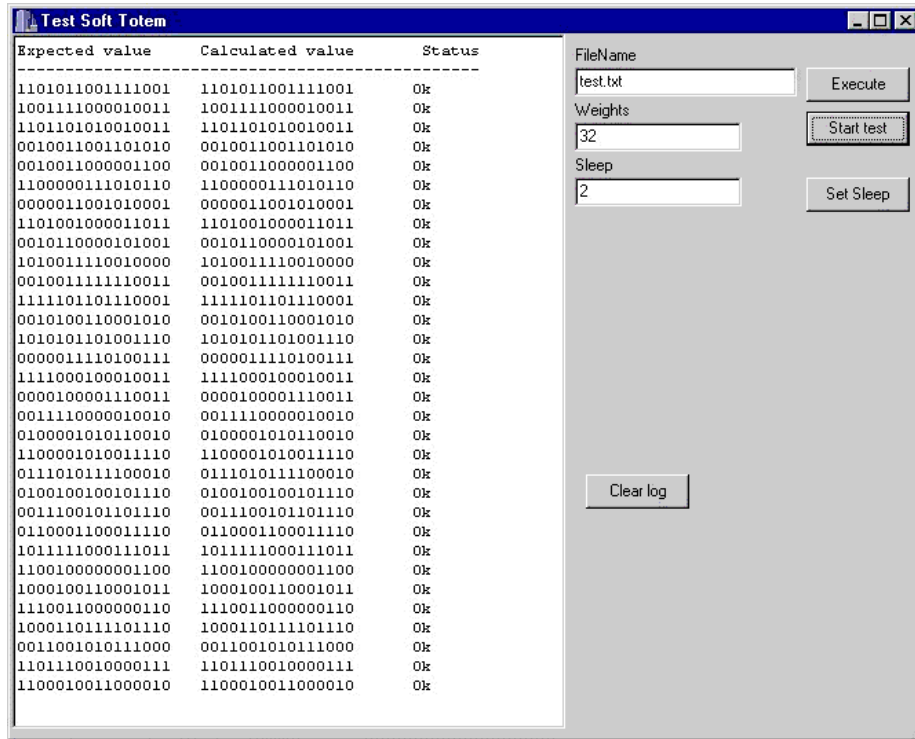 Test Soft Totem
Expected value Calculated value Status
---------------------------------------------------
1101011001111001 1101011001111001 Ok
1001111000010011 1001111000010011 Ok
1101101010010011 1101101010010011 Ok
0010011001101010 0010011001101010 Ok
0010011000001100 0010011000001100 Ok
1100000111010110 1100000111010110 Ok
0000011001010001 0000011001010001 Ok
1101001000011011 1101001000011011 Ok
0010110000101001 0010110000101001 Ok
1010011110010000 1010011110010000 Ok
0010011111110011 0010011111110011 Ok
1111101101110001 1111101101110001 Ok
0010100110001010 0010100110001010 Ok
1010101101001110 1010101101001110 Ok
0000011110100111 0000011110100111 Ok
1111000100010011 1111000100010011 Ok
0000100001110011 0000100001110011 Ok
0011110000010010 0011110000010010 Ok
0100001010110010 0100001010110010 Ok
1100001010011110 1100001010011110 Ok
0111010111100010 0111010111100010 Ok
0100100100101110 0100100100101110 Ok
0011100101101110 0011100101101110 Ok
0110001100011110 0110001100011110 Ok
1011111000111011 1011111000111011 Ok
1100100000001100 1100100000001100 Ok
1000100110001011 1000100110001011 Ok
1110011000000110 1110011000000110 Ok
1000110111101110 1000110111101110 Ok
0011001010111000 0011001010111000 Ok
1101110010000111 1101110010000111 Ok
1100010011000010 1100010011000010 Ok
FileName
test.txt
Execute
Weights
32
Start test
Sleep
2
Set Sleep
Clear log